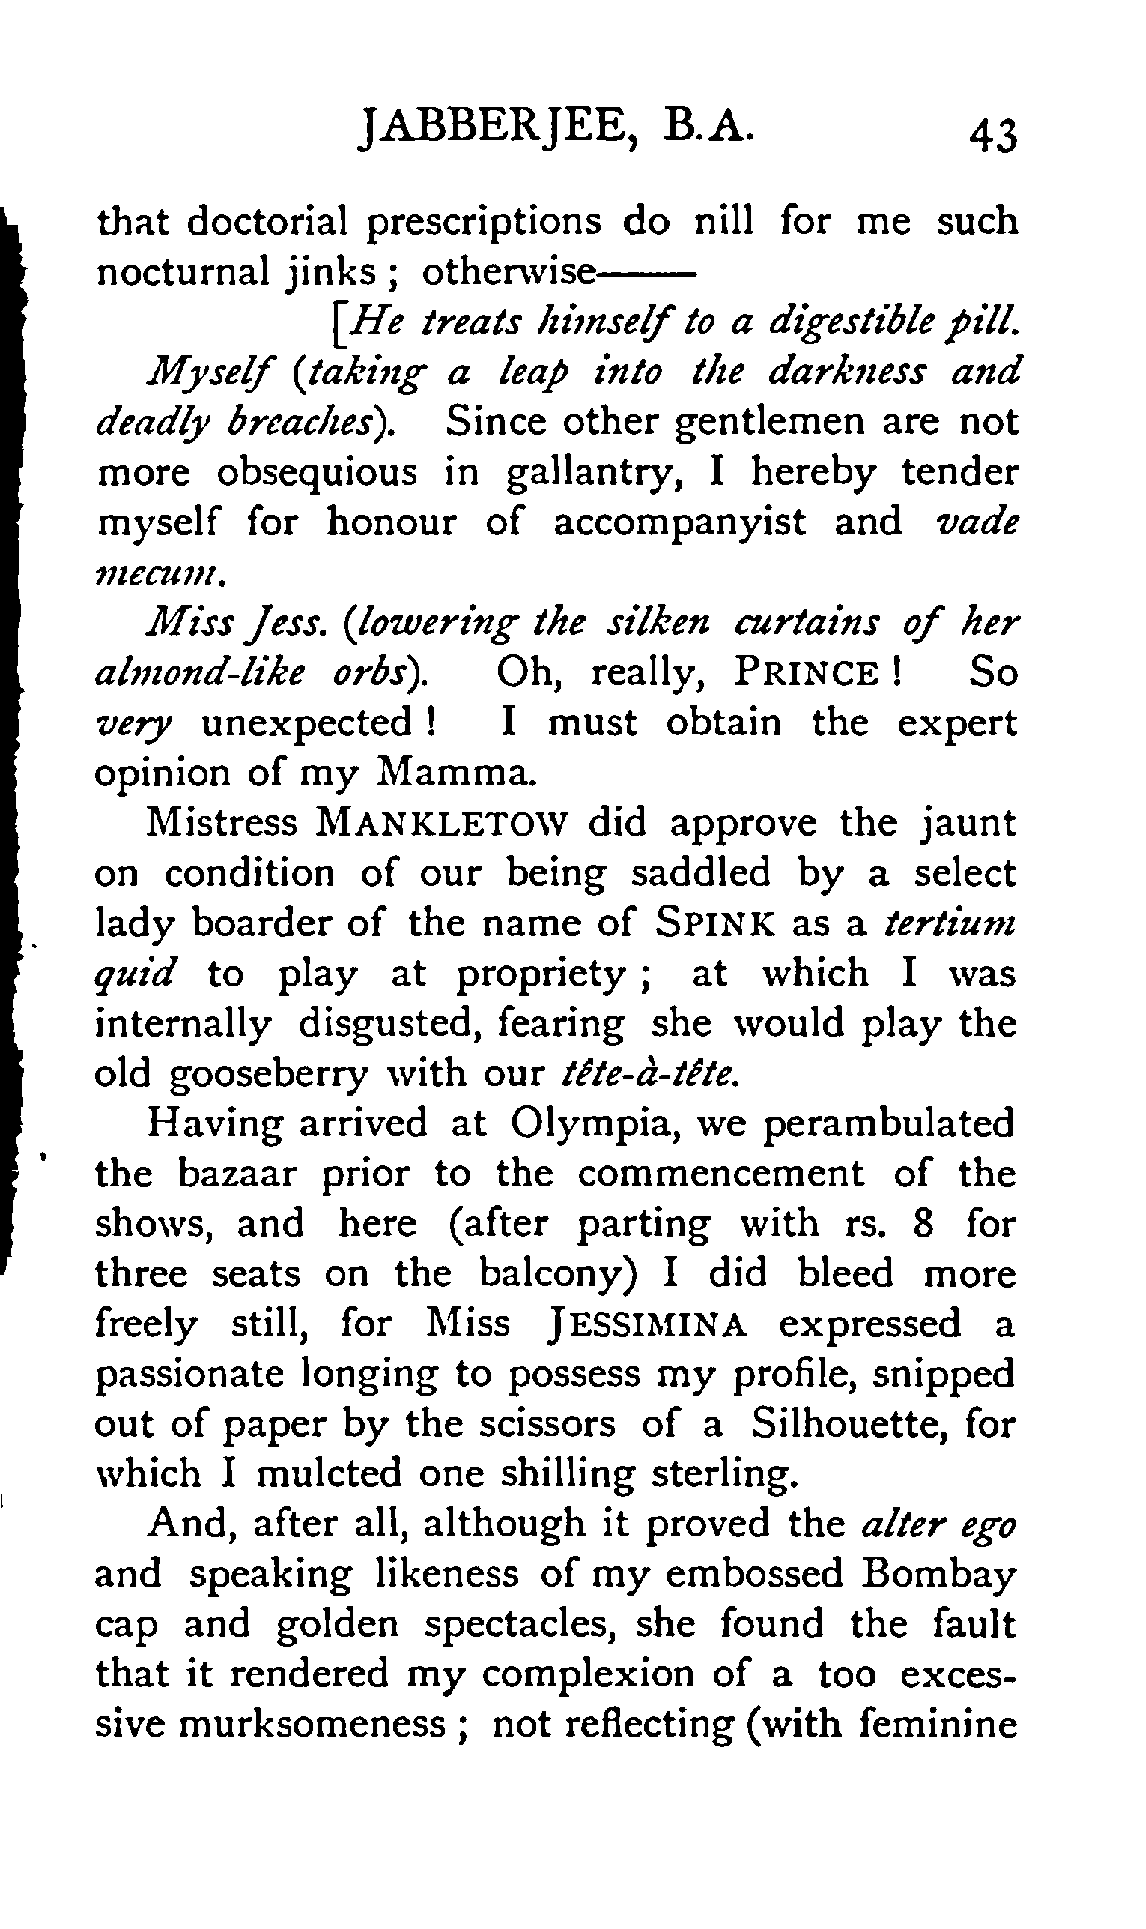 JABBERJEE, B.A. 43
that doctorial prescriptions do nill for me such
nocturnal jinks ; otherwise——
[He treats himself to a digestible pill.
Myself (taking a leap into the darkness and
deadly breaches). Since other gentlemen are not
more obsequious in gallantry, I hereby tender
myself for honour of accompanyist and vade
mecum.
Miss Jess. (lowering the silken curtains of her
almond-like orbs). Oh, really, PRINCE ! So
very unexpected ! I must obtain the expert
opinion of my Mamma.
Mistress MANKLETOW did approve the jaunt
on condition of our being saddled by a select
lady boarder of the name of SPINK as a tertium
quid to play at propriety ; at which I was
internally disgusted, fearing she would play the
old gooseberry with our tête-à-tête.
Having arrived at Olympia, we perambulated
the bazaar prior to the commencement of the
shows, and here (after parting with rs. 8 for
three seats on the balcony) I did bleed more
freely still, for Miss JESSIMINA expressed a
passionate longing to possess my profile, snipped
out of paper by the scissors of a Silhouette, for
which I mulcted one shilling sterling.
And, after all, although it proved the alter ego
and speaking likeness of my embossed Bombay
cap and golden spectacles, she found the fault
that it rendered my complexion of a too exces-
sive murksomeness ; not reflecting (with feminine